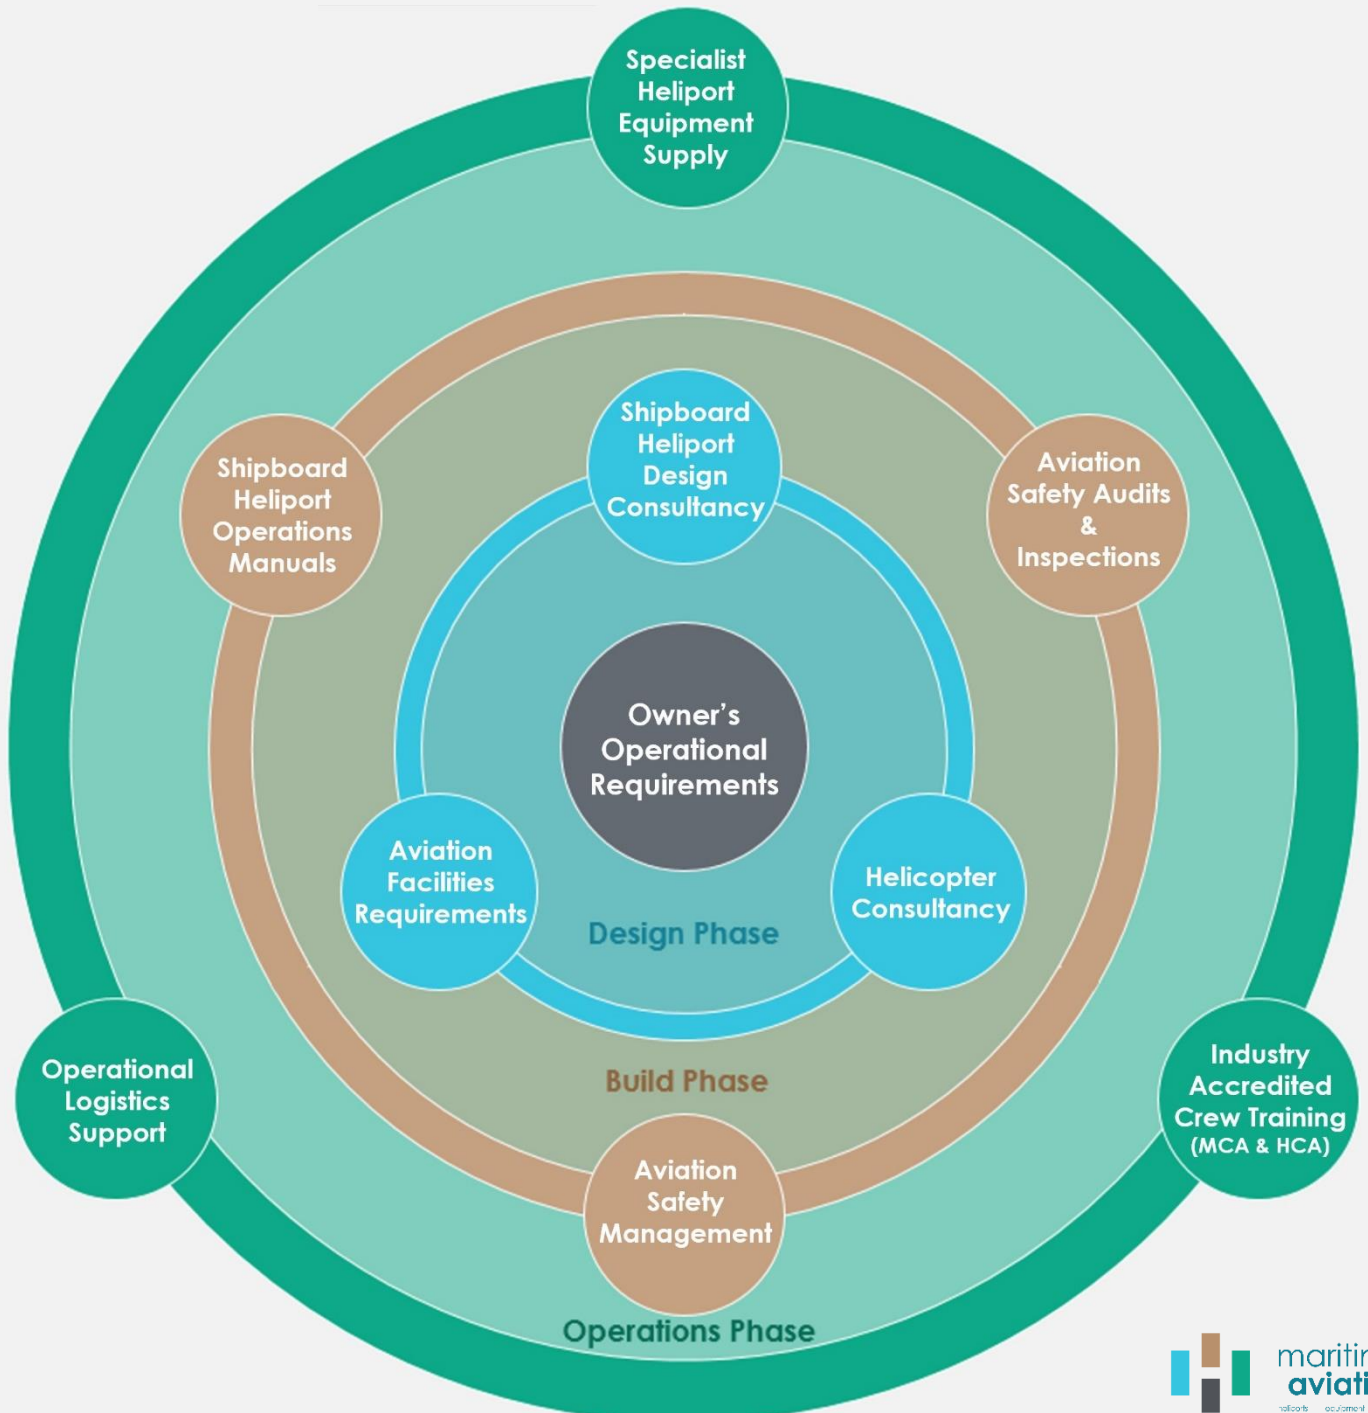 Specialist
Heliport
Equipment
Supply
Shipboard
Heliport
Design
Consultancy
Shipboard
Heliport
Operations
Manuals
Aviation
Safety Audits
&
Inspections
Owner's
Operational
Requirements
Aviation
Facilities
Requirements
Helicopter
Consultancy
Design Phase
Operational
Logistics
Support
Build Phase
Industry
Accredited
Crew Training
(MCA & HCA)
Aviation
Safety
Management
Operations Phase